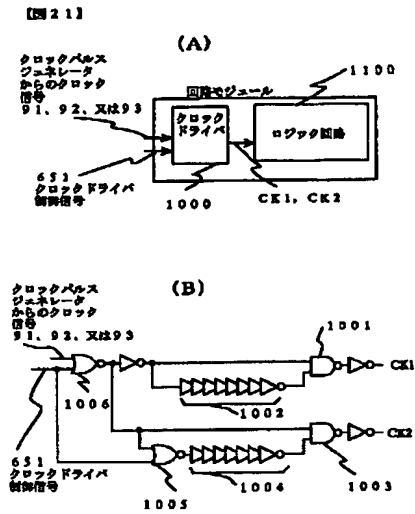 【図21】
(A)
クロックパルス
ジェネレータ
からのクロック
信号
91、92、又は93
651
クロックドライバ
制御信号
回路モジュール
クロック
ドライバ
ロジック回路
1100
1000
CK1, CK2
(B)
クロックパルス
ジェネレータ
からのクロック
信号
91、92、又は93
1006
651
クロックドライバ
制御信号
1001
CK1
1002
1005
1004
CK2
1003